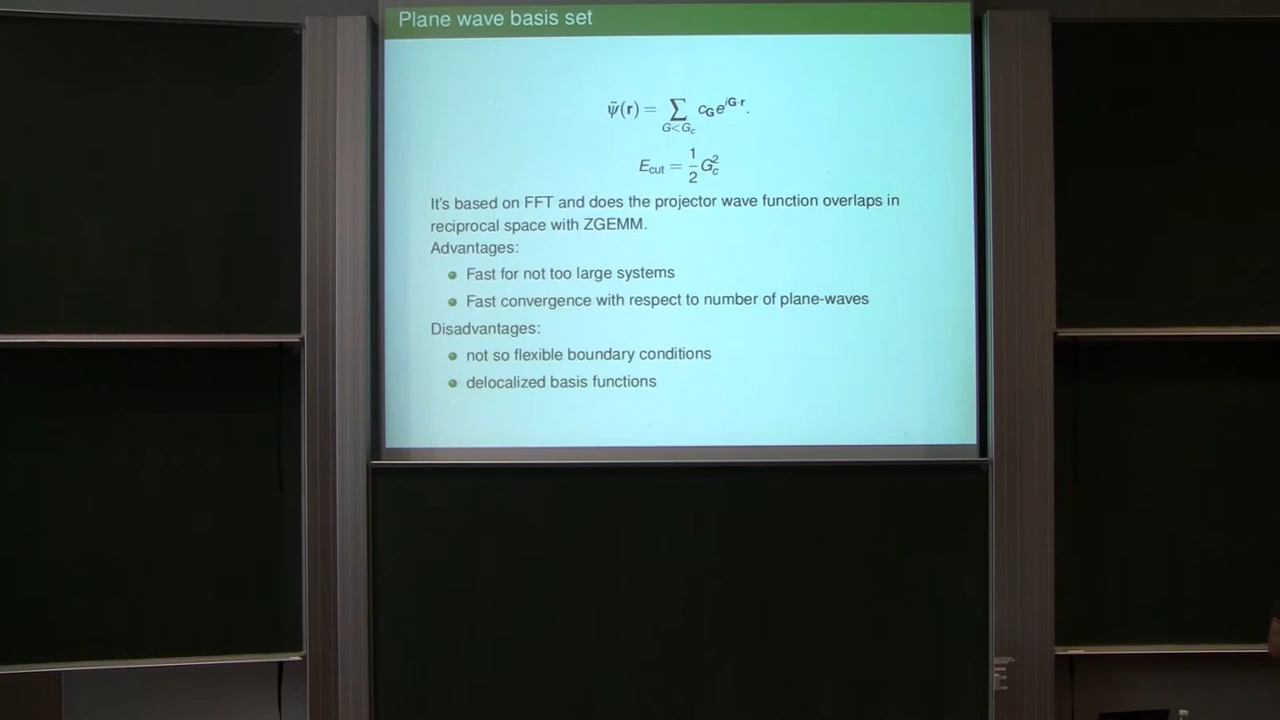 Plane wave basis set
ψ̃(r) = ∑_{G<G_c} c_G e^{iG·r}.
E_cut = 1/2 G_c^2
It's based on FFT and does the projector wave function overlaps in
reciprocal space with ZGEMM.
Advantages:
Fast for not too large systems
Fast convergence with respect to number of plane-waves
Disadvantages:
not so flexible boundary conditions
delocalized basis functions